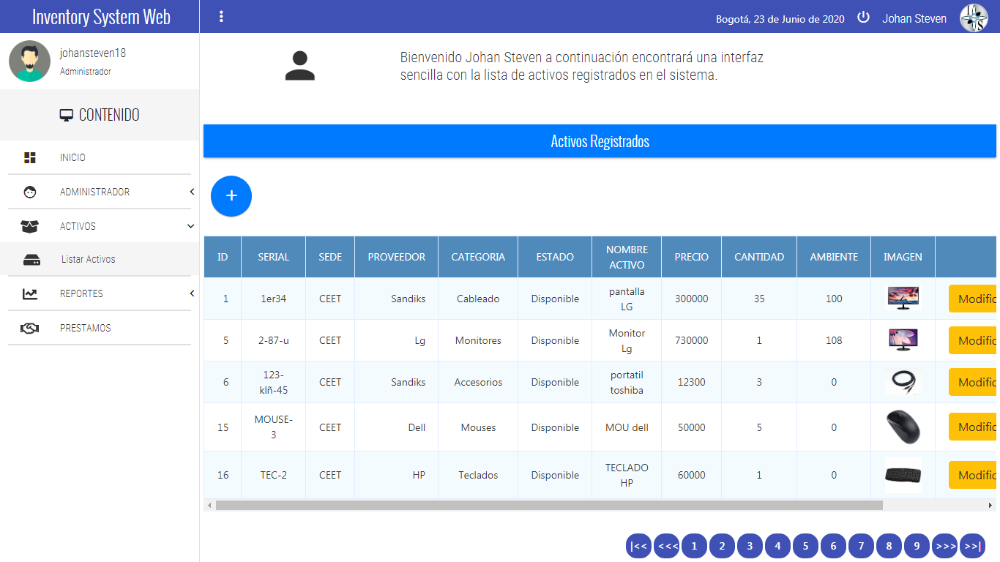 Inventory System Web
Bogotá, 23 de Junio de 2020
Johan Steven
johansteven18
Administrador
CONTENIDO
INICIO
ADMINISTRADOR
ACTIVOS
Listar Activos
REPORTES
PRESTAMOS
Bienvenido Johan Steven a continuación encontrará una interfaz
sencilla con la lista de activos registrados en el sistema.
Activos Registrados
+
ID SERIAL SEDE PROVEEDOR CATEGORIA ESTADO NOMBRE ACTIVO PRECIO CANTIDAD AMBIENTE IMAGEN
1 1er34 CEET Sandiks Cableado Disponible pantalla LG 300000 35 100 Modific
5 2-87-u CEET Lg Monitores Disponible Monitor Lg 730000 1 108 Modific
6 123-klñ-45 CEET Sandiks Accesorios Disponible portatil toshiba 12300 3 0 Modific
15 MOUSE-3 CEET Dell Mouses Disponible MOU dell 50000 5 0 Modific
16 TEC-2 CEET HP Teclados Disponible TECLADO HP 60000 1 0 Modific
|<< <<< 1 2 3 4 5 6 7 8 9 >>> >>|